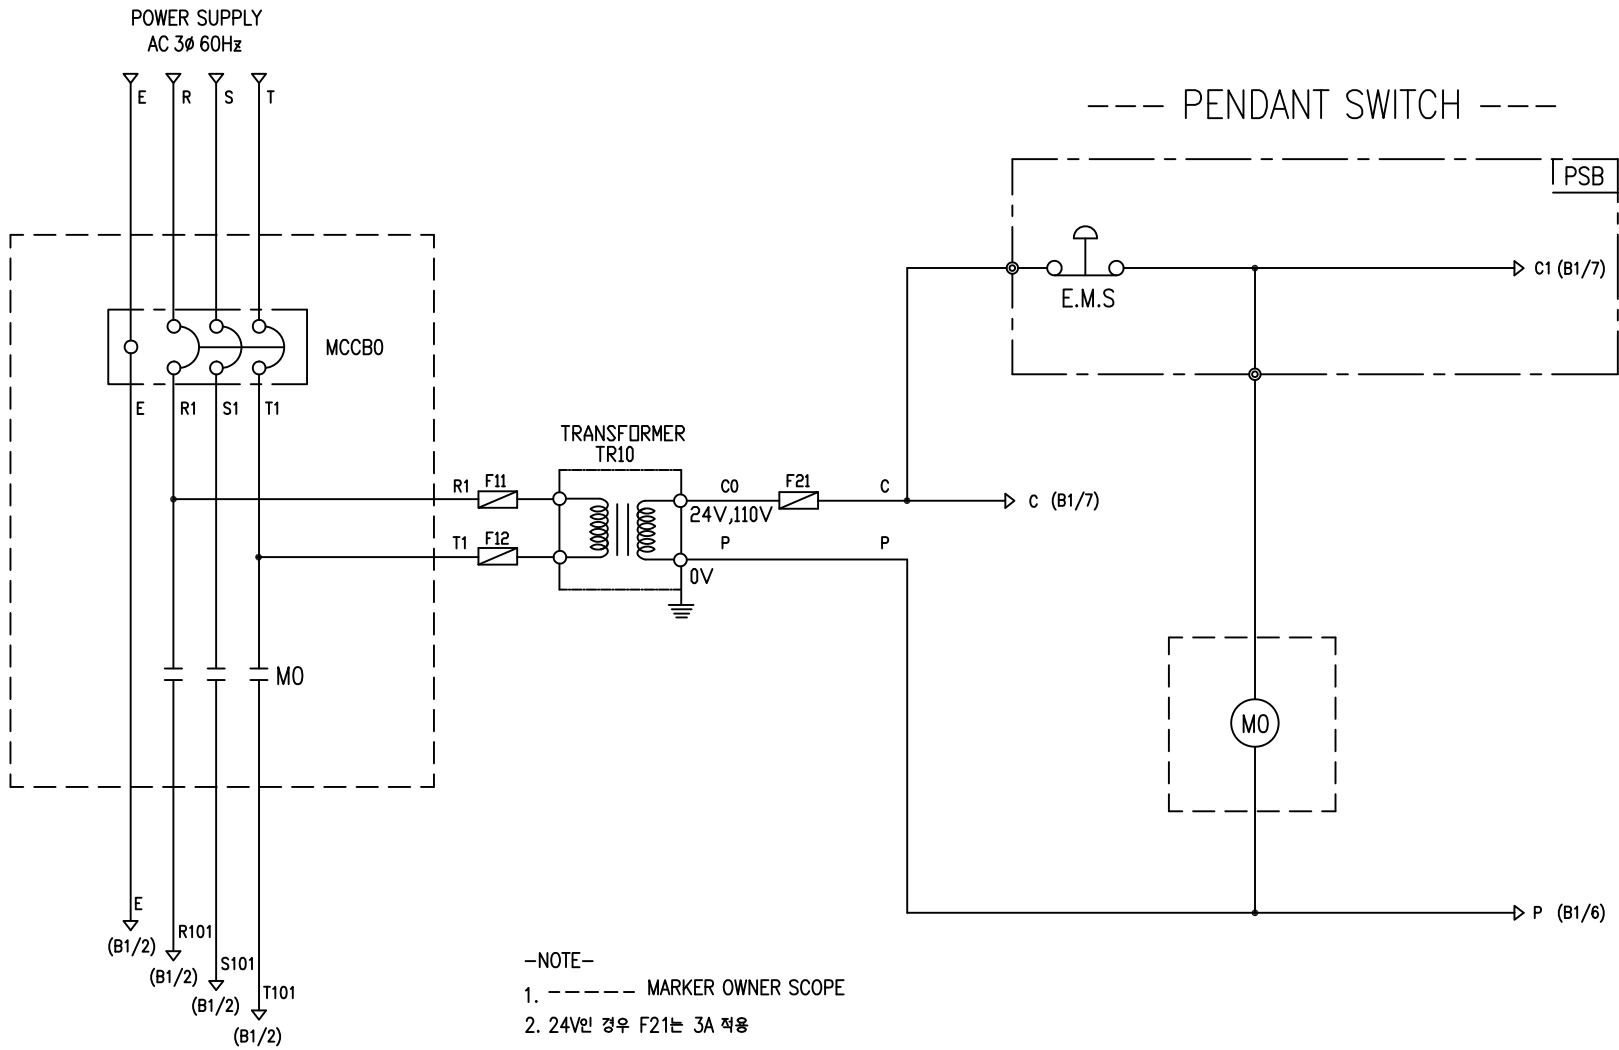 POWER SUPPLY
AC 3ø 60Hz
E R S T
PENDANT SWITCH
PSB
E.M.S
C1 (B1/7)
MCCB0
E R1 S1 T1
TRANSFORMER
TR10
R1 F11
T1 F12
C0 F21 C
C (B1/7)
24V,110V
P P
0V
M0
M0
E
(B1/2)
R101
(B1/2)
S101
(B1/2)
T101
(B1/2)
P (B1/6)
-NOTE-
1. ------ MARKER OWNER SCOPE
2. 24V인 경우 F21는 3A 적용